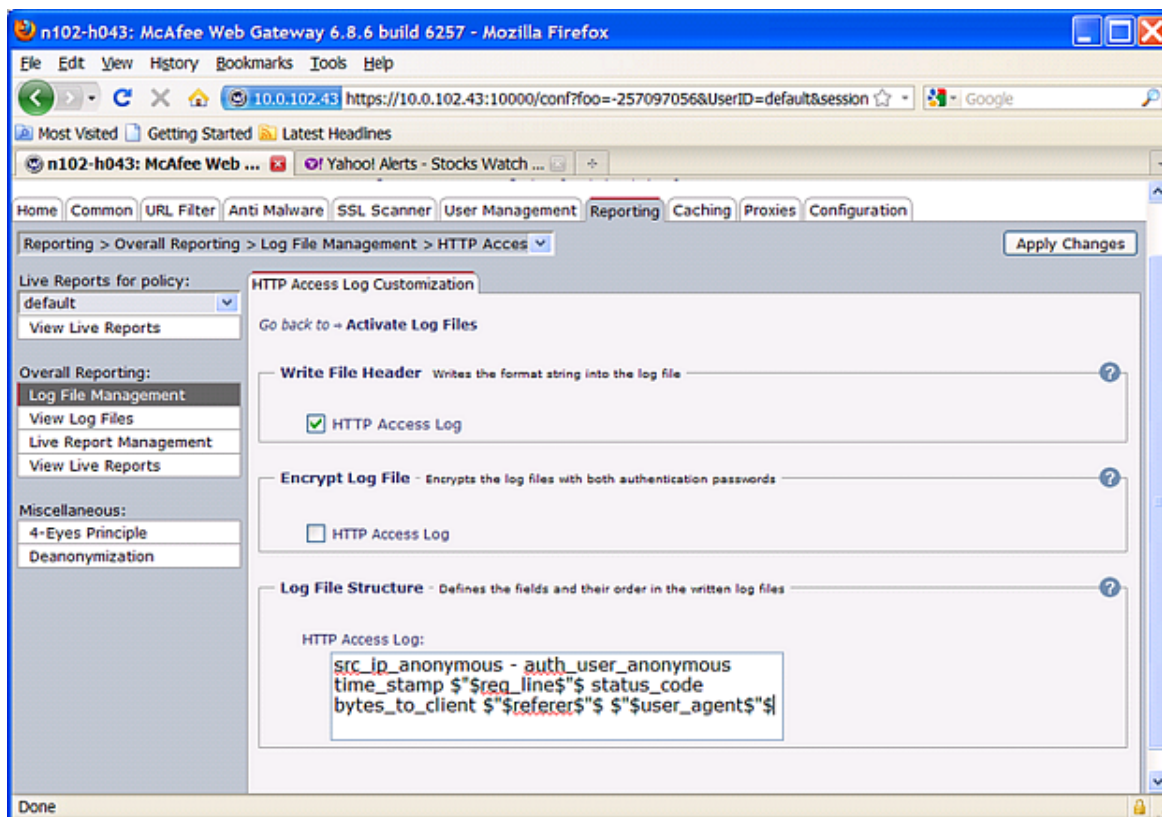 n102-h043: McAfee Web Gateway 6.8.6 build 6257 - Mozilla Firefox
File Edit View History Bookmarks Tools Help
10.0.102.43 https://10.0.102.43:10000/conf?foo=-257097056&UserID=default&session Google
Most Visited Getting Started Latest Headlines
n102-h043: McAfee Web ... Yahoo! Alerts - Stocks Watch ...
Home Common URL Filter Anti Malware SSL Scanner User Management Reporting Caching Proxies Configuration
Reporting > Overall Reporting > Log File Management > HTTP Acces Apply Changes
Live Reports for policy:
default
View Live Reports
Overall Reporting:
Log File Management
View Log Files
Live Report Management
View Live Reports
Miscellaneous:
4-Eyes Principle
Deanonymization
HTTP Access Log Customization
Go back to → Activate Log Files
Write File Header Writes the format string into the log file ?
HTTP Access Log
Encrypt Log File - Encrypts the log files with both authentication passwords ?
HTTP Access Log
Log File Structure - Defines the fields and their order in the written log files ?
HTTP Access Log:
src_ip_anonymous - auth_user_anonymous
time_stamp $"$req_line$"$ status_code
bytes_to_client $"$referer$"$ $"$user_agent$"$
Done